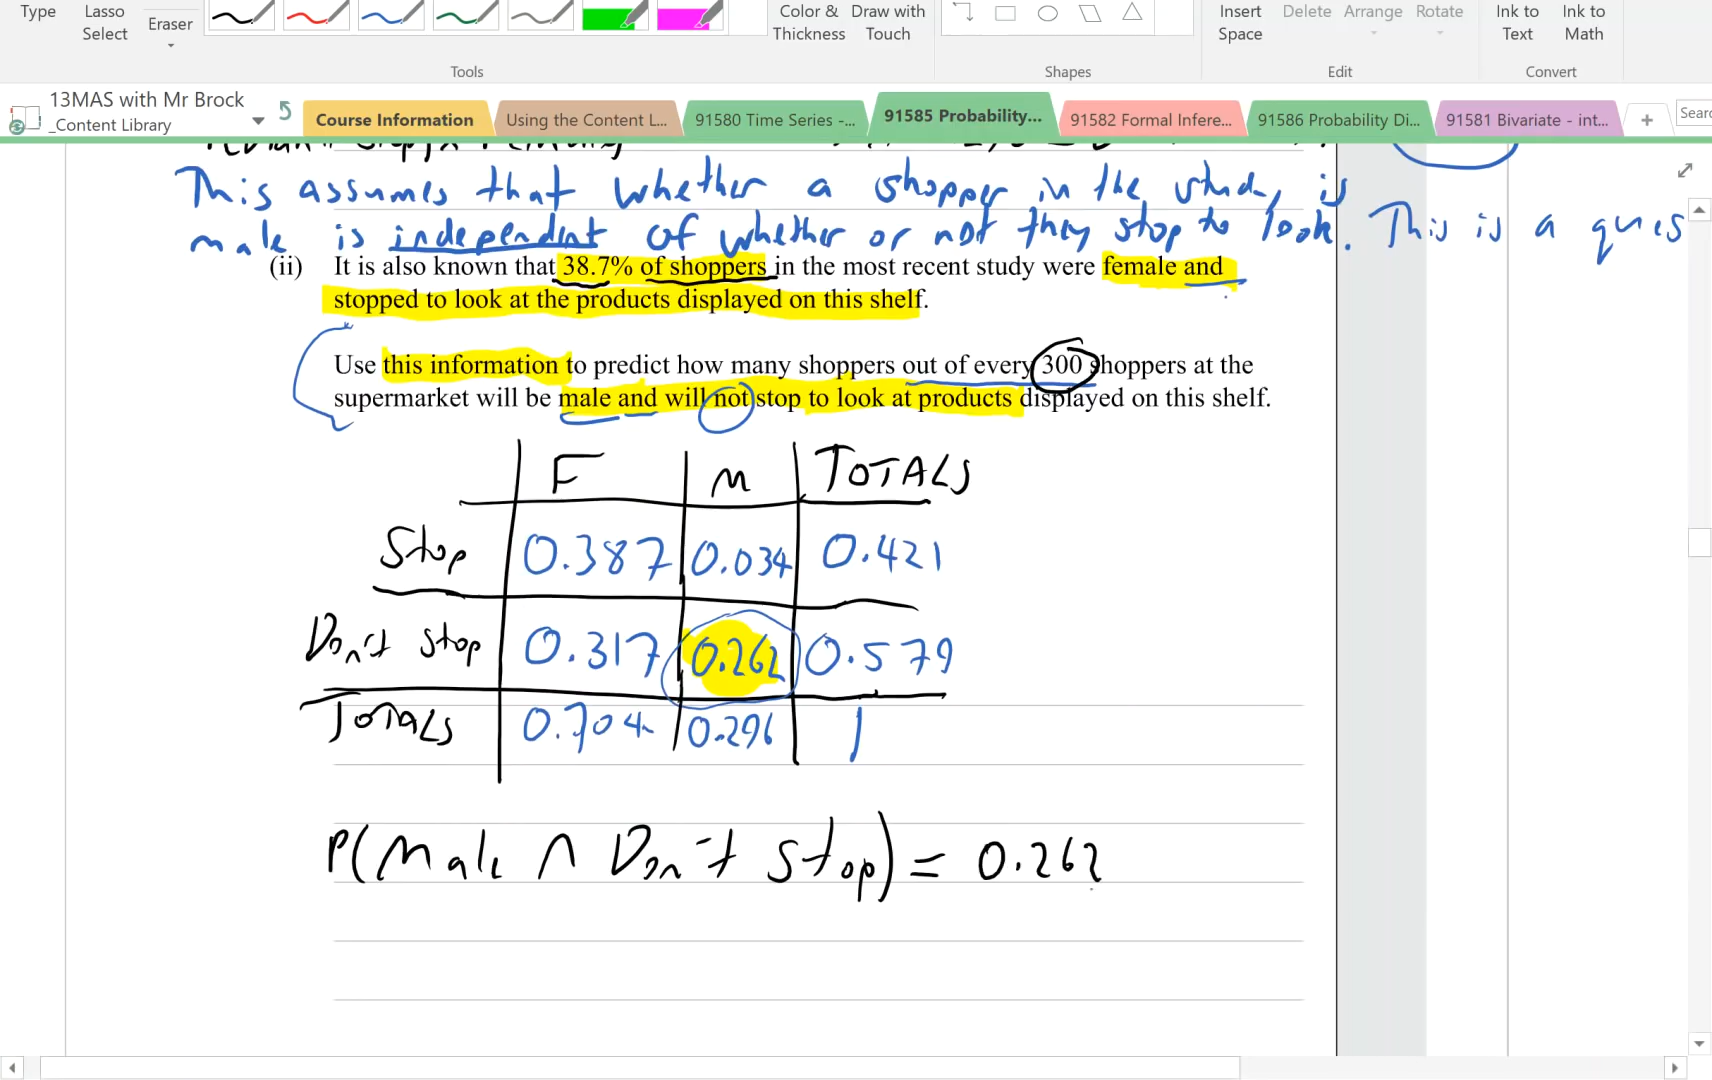 Type
Lasso Select
Eraser
Color & Thickness
Draw with Touch
Insert Space
Delete
Arrange
Rotate
Ink to Text
Ink to Math
Tools
Shapes
Edit
Convert
13MAS with Mr Brock
_Content Library
Course Information
Using the Content L...
91580 Time Series -...
91585 Probability...
91582 Formal Infere...
91586 Probability Di...
91581 Bivariate - int...
+
Sear
This assumes that whether a shopper in the study is
male is independent of whether or not they stop to look. This is a ques
(ii) It is also known that 38.7% of shoppers in the most recent study were female and
stopped to look at the products displayed on this shelf.
Use this information to predict how many shoppers out of every 300 shoppers at the
supermarket will be male and will not stop to look at products displayed on this shelf.
F M TOTALS
Stop 0.387 0.034 0.421
Don't stop 0.317 0.262 0.579
TOTALS 0.704 0.296 1
P(Male ∩ Don't stop) = 0.262